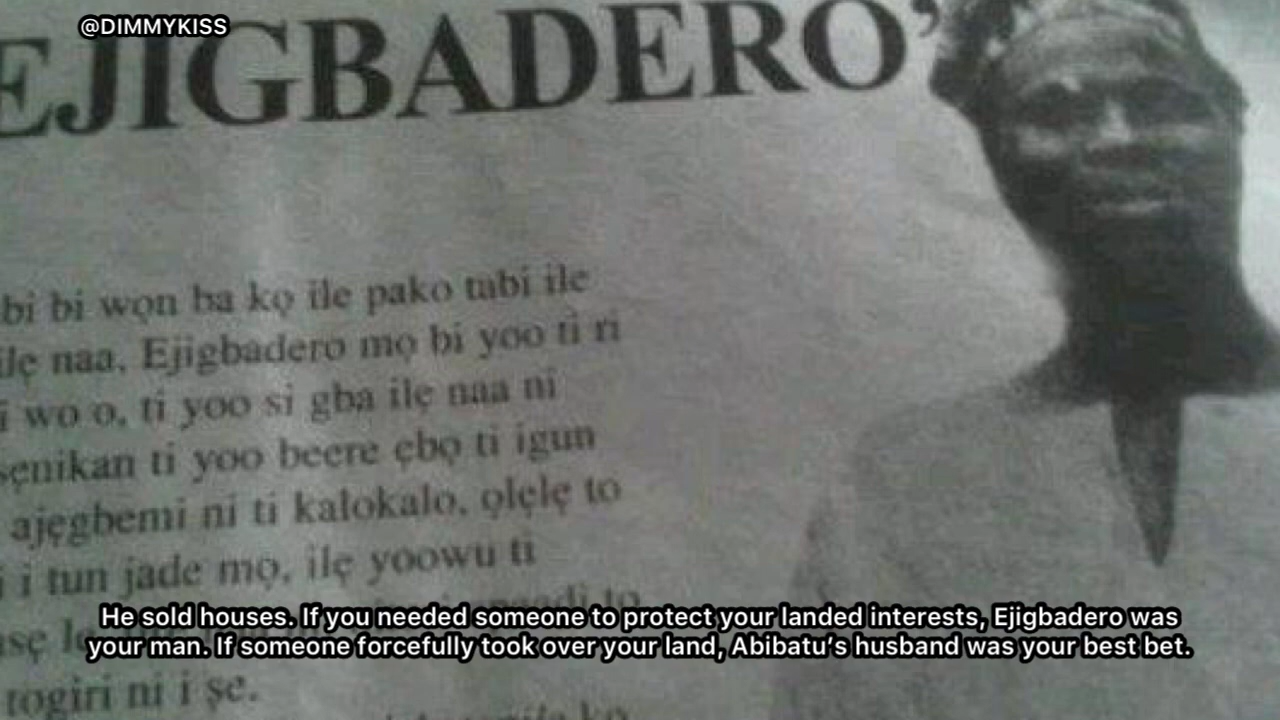 @DIMMYKISS
EJIGBADERO’
bi bi wọn ba kọ ile pako tabi ile
ilẹ naa, Ejigbadero mọ bi yoo ti ri
wo o, ti yoo si gba ilẹ naa ni
sẹnikan ti yoo beere ẹbọ ti igun
ajẹgbemi ni ti kalokalo, ọlẹlẹ to
i tun jade mọ, ilẹ yoowu ti
He sold houses. If you needed someone to protect your landed interests, Ejigbadero was
your man. If someone forcefully took over your land, Abibatu’s husband was your best bet.
togiri ni i ṣe.
kọ